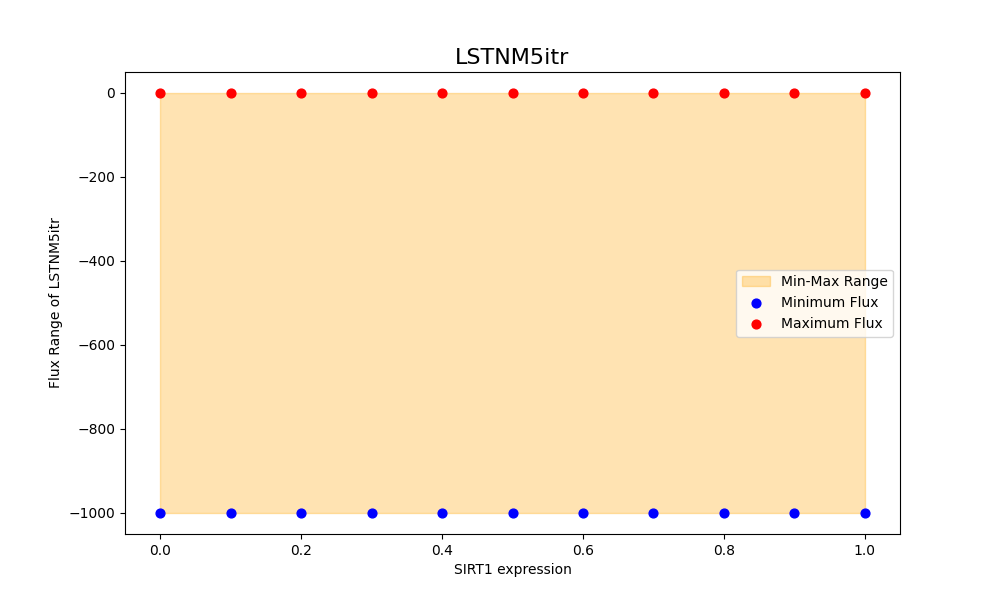 LSTNM5itr
Flux Range of LSTNM5itr
0
−200
−400
−600
−800
−1000
Min-Max Range
Minimum Flux
Maximum Flux
0.0 0.2 0.4 0.6 0.8 1.0
SIRT1 expression